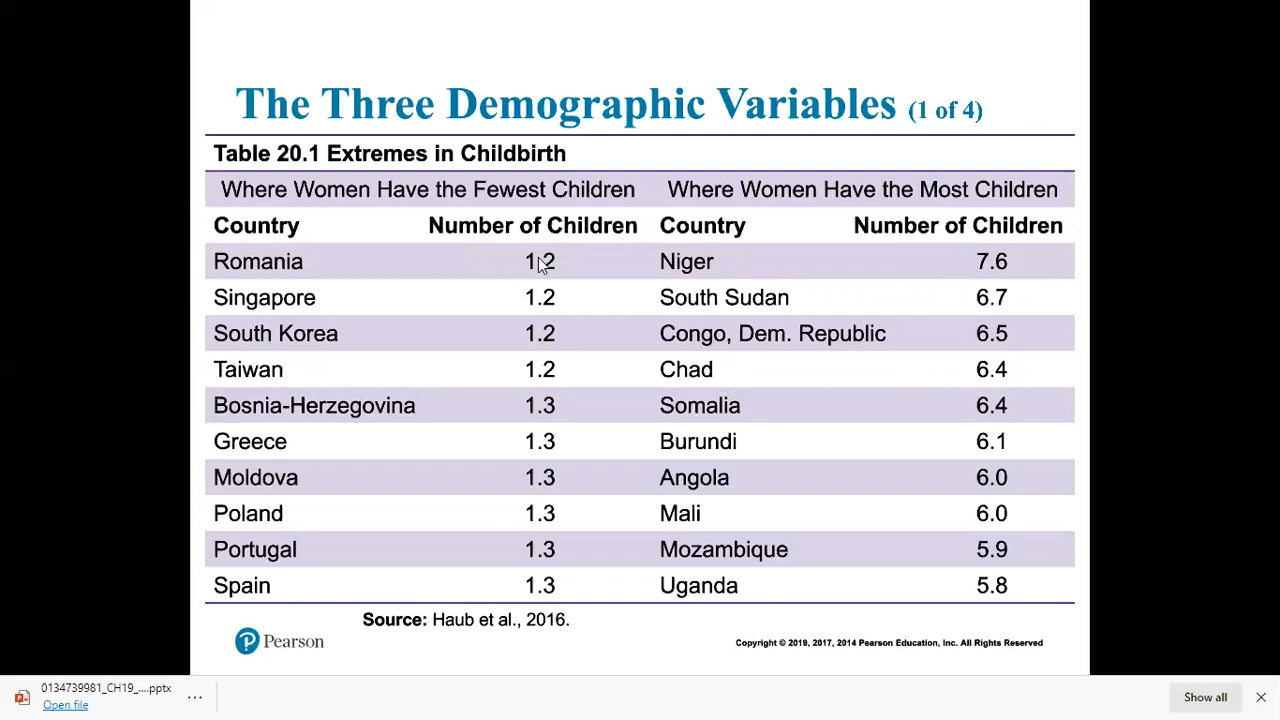 The Three Demographic Variables (1 of 4)
Table 20.1 Extremes in Childbirth
Where Women Have the Fewest Children Where Women Have the Most Children
Country Number of Children Country Number of Children
Romania 1.2 Niger 7.6
Singapore 1.2 South Sudan 6.7
South Korea 1.2 Congo, Dem. Republic 6.5
Taiwan 1.2 Chad 6.4
Bosnia-Herzegovina 1.3 Somalia 6.4
Greece 1.3 Burundi 6.1
Moldova 1.3 Angola 6.0
Poland 1.3 Mali 6.0
Portugal 1.3 Mozambique 5.9
Spain 1.3 Uganda 5.8
Source: Haub et al., 2016.
P Pearson
Copyright © 2019, 2017, 2014 Pearson Education, Inc. All Rights Reserved
0134739981_CH19_....pptx
Open file
Show all